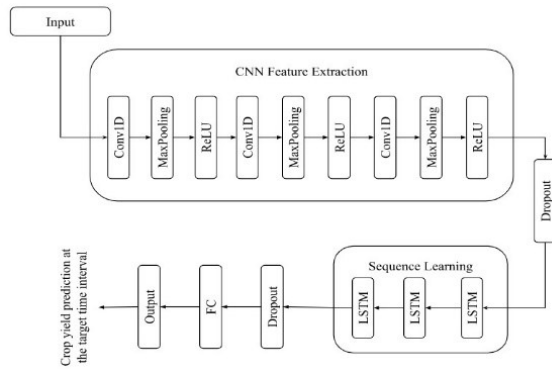 Input
CNN Feature Extraction
Conv1D
MaxPooling
ReLU
Conv1D
MaxPooling
ReLU
Conv1D
MaxPooling
ReLU
Dropout
Sequence Learning
LSTM
LSTM
LSTM
Dropout
FC
Output
Crop yield prediction at
the target time interval